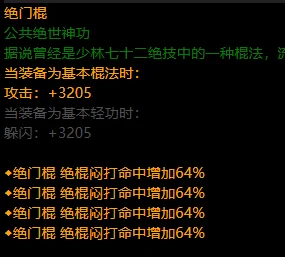 绝门棍
公共绝世神功
据说曾经是少林七十二绝技中的一种棍法，
当装备为基本棍法时：
攻击：+3205
当装备为基本轻功时：
躲闪：+3205
◆绝门棍 绝棍闷打命中增加64%
◆绝门棍 绝棍闷打命中增加64%
◆绝门棍 绝棍闷打命中增加64%
◆绝门棍 绝棍闷打命中增加64%